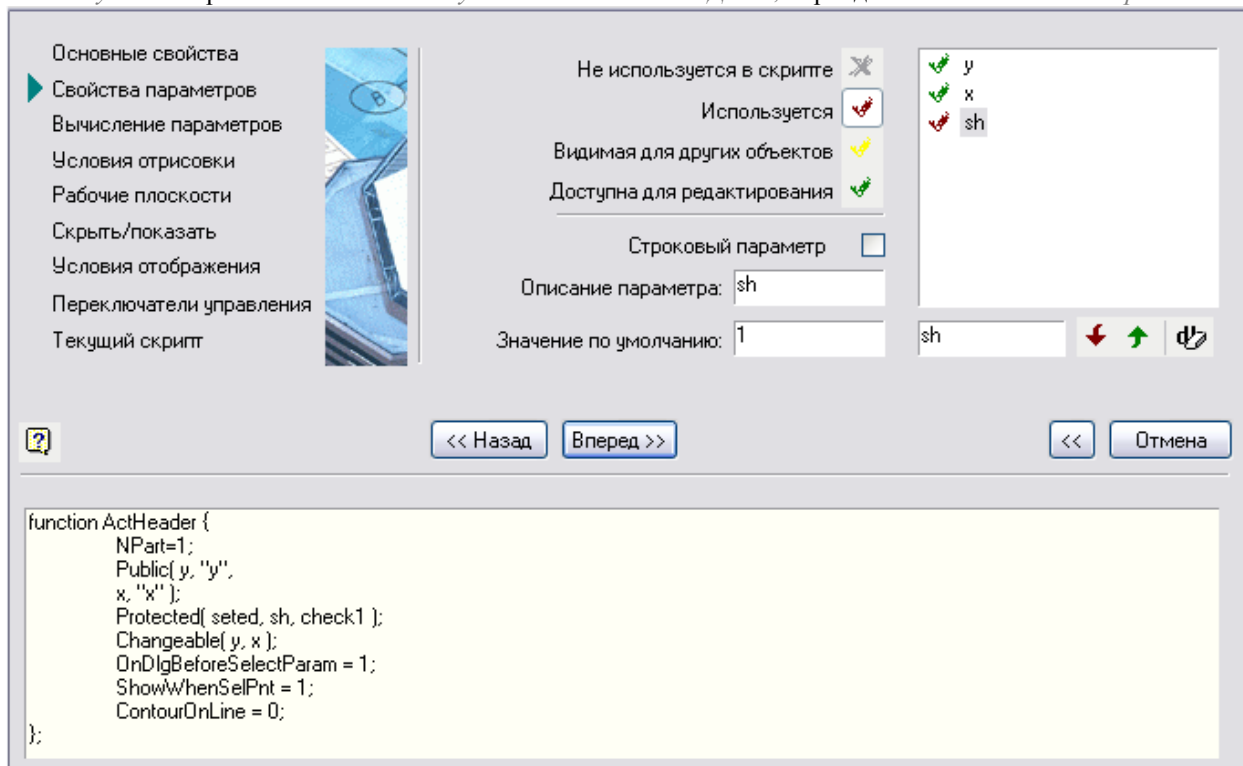 Основные свойства
Свойства параметров
Вычисление параметров
Условия отрисовки
Рабочие плоскости
Скрыть/показать
Условия отображения
Переключатели управления
Текущий скрипт
B
Не используется в скрипте
Используется
Видимая для других объектов
Доступна для редактирования
Строковый параметр
Описание параметра: sh
Значение по умолчанию: 1
y
x
sh
sh
<< Назад
Вперед >>
<<
Отмена
function ActHeader {
NPart=1;
Public( y, "y",
x, "x" );
Protected( seted, sh, check1 );
Changeable( y, x );
OnDlgBeforeSelectParam = 1;
ShowWhenSelPnt = 1;
ContourOnLine = 0;
};